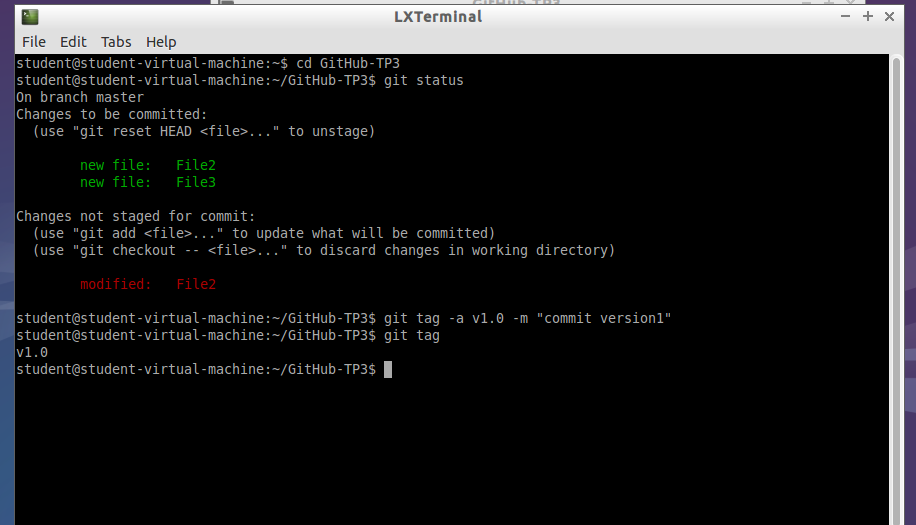 GitHub-TP3
LXTerminal
File Edit Tabs Help
student@student-virtual-machine:~$ cd GitHub-TP3
student@student-virtual-machine:~/GitHub-TP3$ git status
On branch master
Changes to be committed:
  (use "git reset HEAD <file>..." to unstage)
        new file:   File2
        new file:   File3
Changes not staged for commit:
  (use "git add <file>..." to update what will be committed)
  (use "git checkout -- <file>..." to discard changes in working directory)
        modified:   File2
student@student-virtual-machine:~/GitHub-TP3$ git tag -a v1.0 -m "commit version1"
student@student-virtual-machine:~/GitHub-TP3$ git tag
v1.0
student@student-virtual-machine:~/GitHub-TP3$